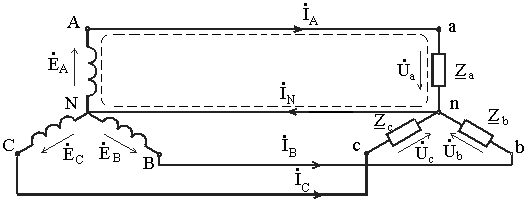 A İ_A a
Ė_A U̇_a Z_a
N İ_N n
C Ė_C Ė_B B İ_B c Z_c U̇_c U̇_b Z_b b
İ_C